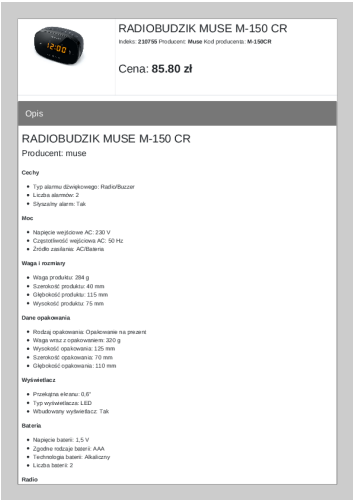 RADIOBUDZIK MUSE M-150 CR
Indeks: 210755 Producent: Muse Kod producenta: M-150CR
12:00
Cena: 85.80 zł
Opis
RADIOBUDZIK MUSE M-150 CR
Producent: muse
Cechy
Typ alarmu dźwiękowego: Radio/Buzzer
Liczba alarmów: 2
Słyszalny alarm: Tak
Moc
Napięcie wejściowe AC: 230 V
Częstotliwość wejściowa AC: 50 Hz
Źródło zasilania: AC/Bateria
Waga i rozmiary
Waga produktu: 284 g
Szerokość produktu: 40 mm
Głębokość produktu: 115 mm
Wysokość produktu: 75 mm
Dane opakowania
Rodzaj opakowania: Opakowanie na prezent
Waga wraz z opakowaniem: 320 g
Wysokość opakowania: 125 mm
Szerokość opakowania: 70 mm
Głębokość opakowania: 110 mm
Wyświetlacz
Przekątna ekranu: 0,6"
Typ wyświetlacza: LED
Wbudowany wyświetlacz: Tak
Bateria
Napięcie baterii: 1,5 V
Zgodne rodzaje baterii: AAA
Technologia baterii: Alkaliczny
Liczba baterii: 2
Radio